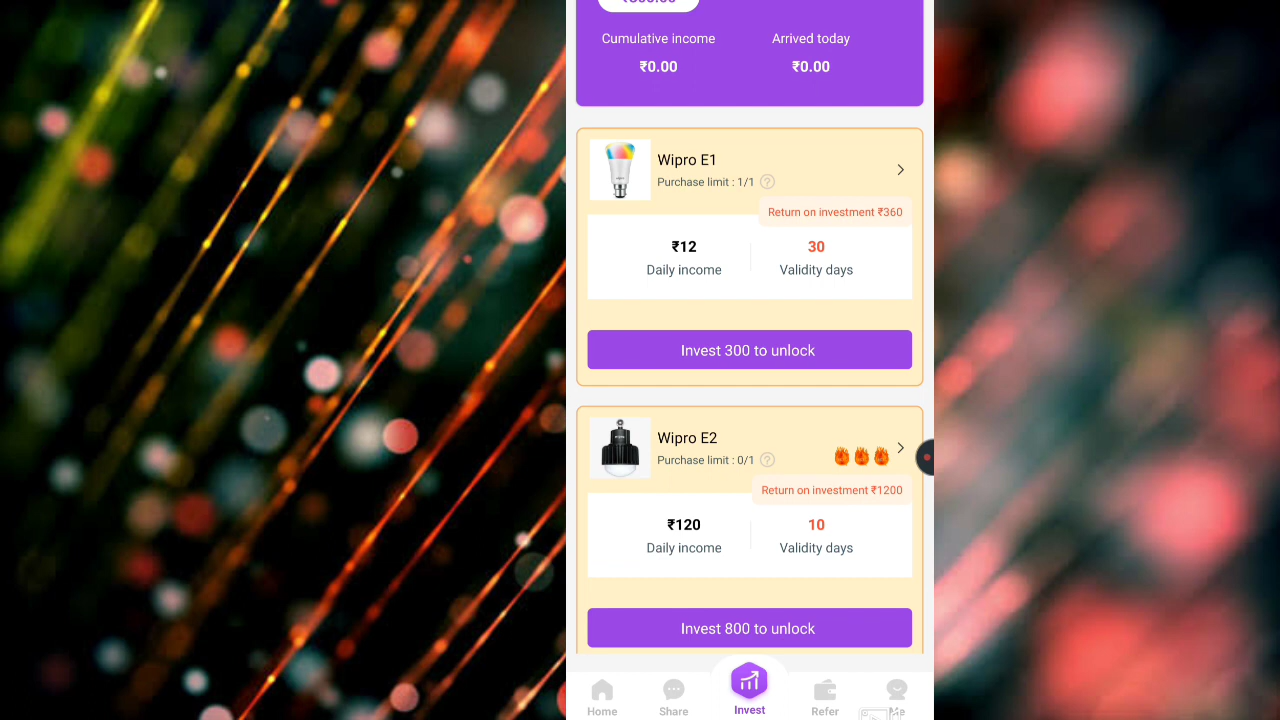 Cumulative income
Arrived today
₹0.00
₹0.00
Wipro E1
Purchase limit : 1/1 ?
Return on investment ₹360
₹12
30
Daily income
Validity days
Invest 300 to unlock
Wipro E2
Purchase limit : 0/1 ?
Return on investment ₹1200
₹120
10
Daily income
Validity days
Invest 800 to unlock
Home
Share
Invest
Refer
Me